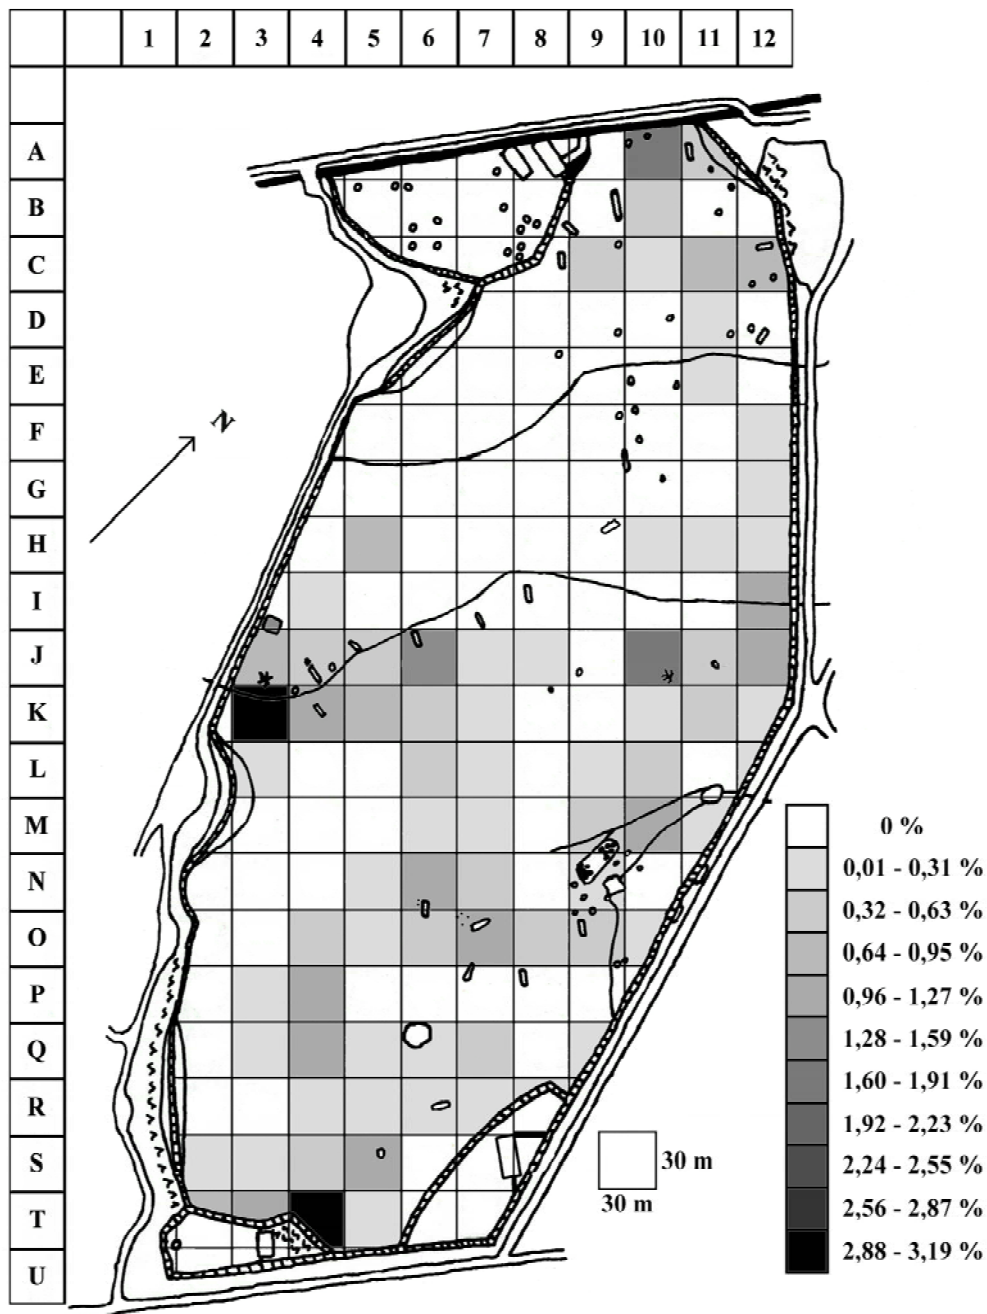 1 2 3 4 5 6 7 8 9 10 11 12
A
B
C
D
E
F
N
G
H
I
J
K
L
M
0 %
N
0,01 - 0,31 %
O
0,32 - 0,63 %
0,64 - 0,95 %
P
0,96 - 1,27 %
Q
1,28 - 1,59 %
1,60 - 1,91 %
R
1,92 - 2,23 %
S
30 m
2,24 - 2,55 %
30 m
T
2,56 - 2,87 %
2,88 - 3,19 %
U